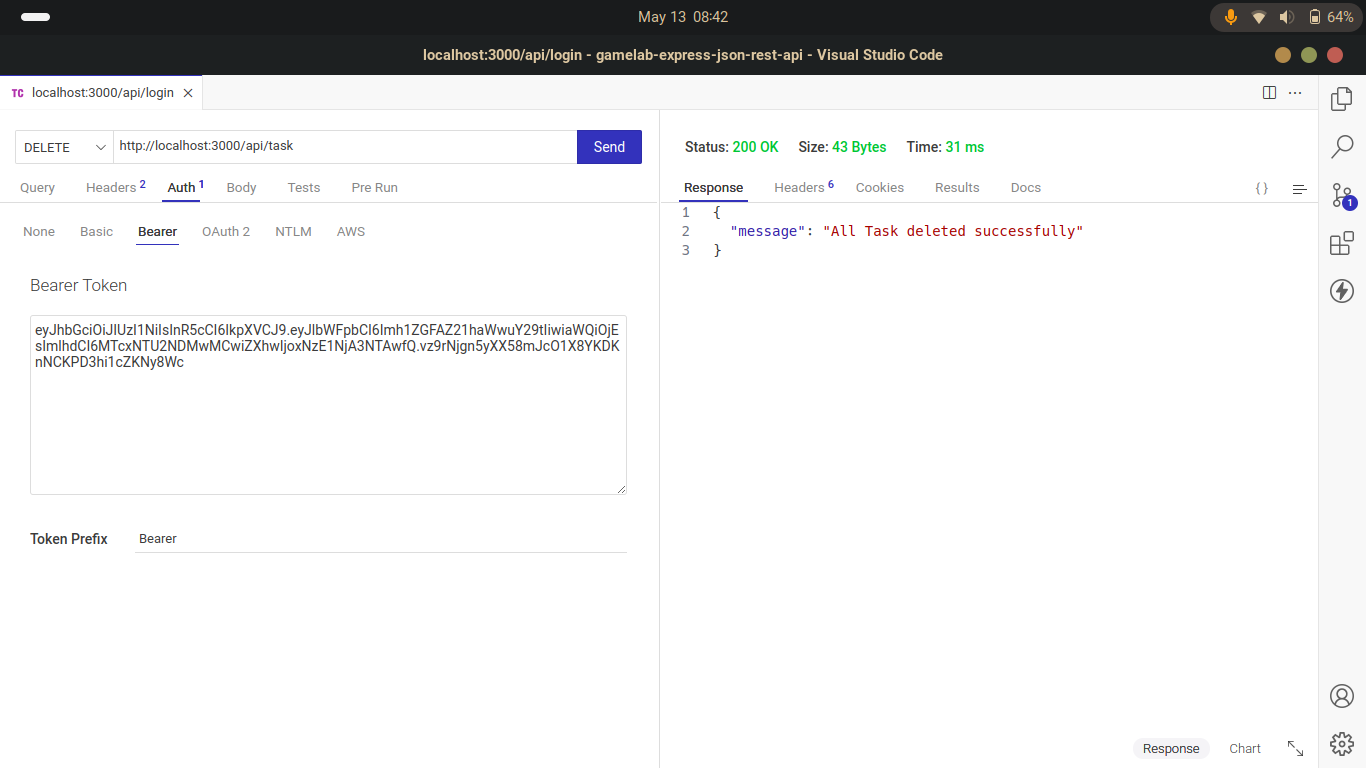 May 13 08:42
64%
localhost:3000/api/login - gamelab-express-json-rest-api - Visual Studio Code
TC localhost:3000/api/login
DELETE http://localhost:3000/api/task Send
Status: 200 OK Size: 43 Bytes Time: 31 ms
Query Headers 2 Auth 1 Body Tests Pre Run
Response Headers 6 Cookies Results Docs { }
None Basic Bearer OAuth 2 NTLM AWS
1 {
2 "message": "All Task deleted successfully"
3 }
1
Bearer Token
eyJhbGciOiJIUzI1NiIsInR5cCI6IkpXVCJ9.eyJlbWFpbCI6Imh1ZGFAZ21haWwuY29tIiwiaWQiOjE
sImlhdCI6MTcxNTU2NDMwMCwiZXhwIjoxNzE1NjA3NTAwfQ.vz9rNjgn5yXX58mJcO1X8YKDK
nNCKPD3hi1cZKNy8Wc
Token Prefix Bearer
Response Chart